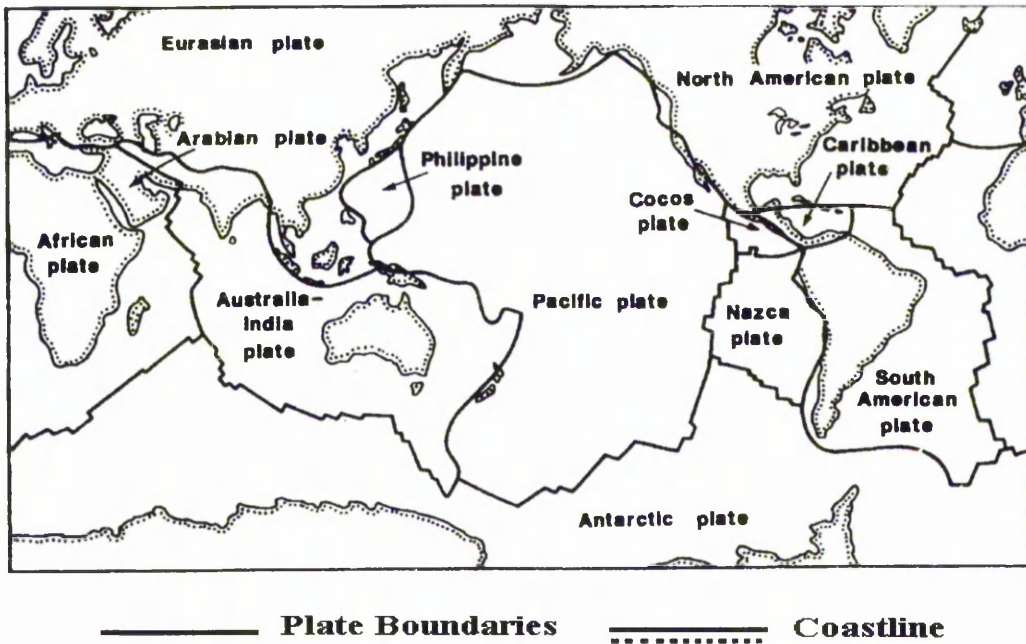 Eurasian plate
North American plate
Arabian plate
Caribbean
plate
Philippine
plate
Cocos
plate
African
plate
Australia–
India
plate
Pacific plate
Nazca
plate
South
American
plate
Antarctic plate
Plate Boundaries
Coastline